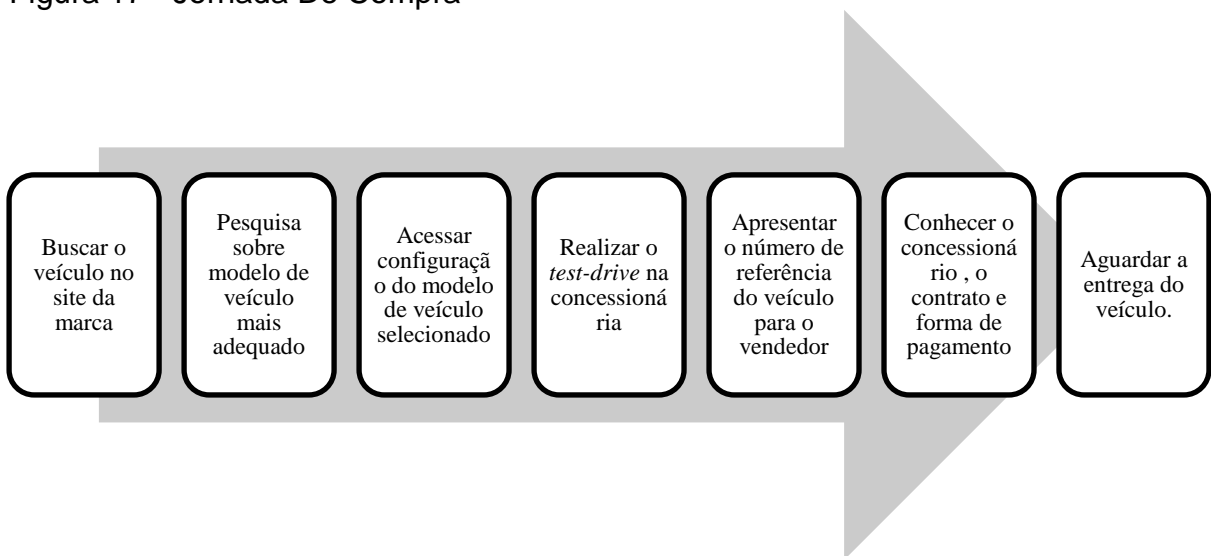 Figura 17 - Jornada De Compra
Buscar o
veículo no
site da
marca
Pesquisa
sobre
modelo de
veículo
mais
adequado
Acessar
configuraçã
o do modelo
de veículo
selecionado
Realizar o
test-drive na
concessioná
ria
Apresentar
o número de
referência
do veículo
para o
vendedor
Conhecer o
concessioná
rio , o
contrato e
forma de
pagamento
Aguardar a
entrega do
veículo.